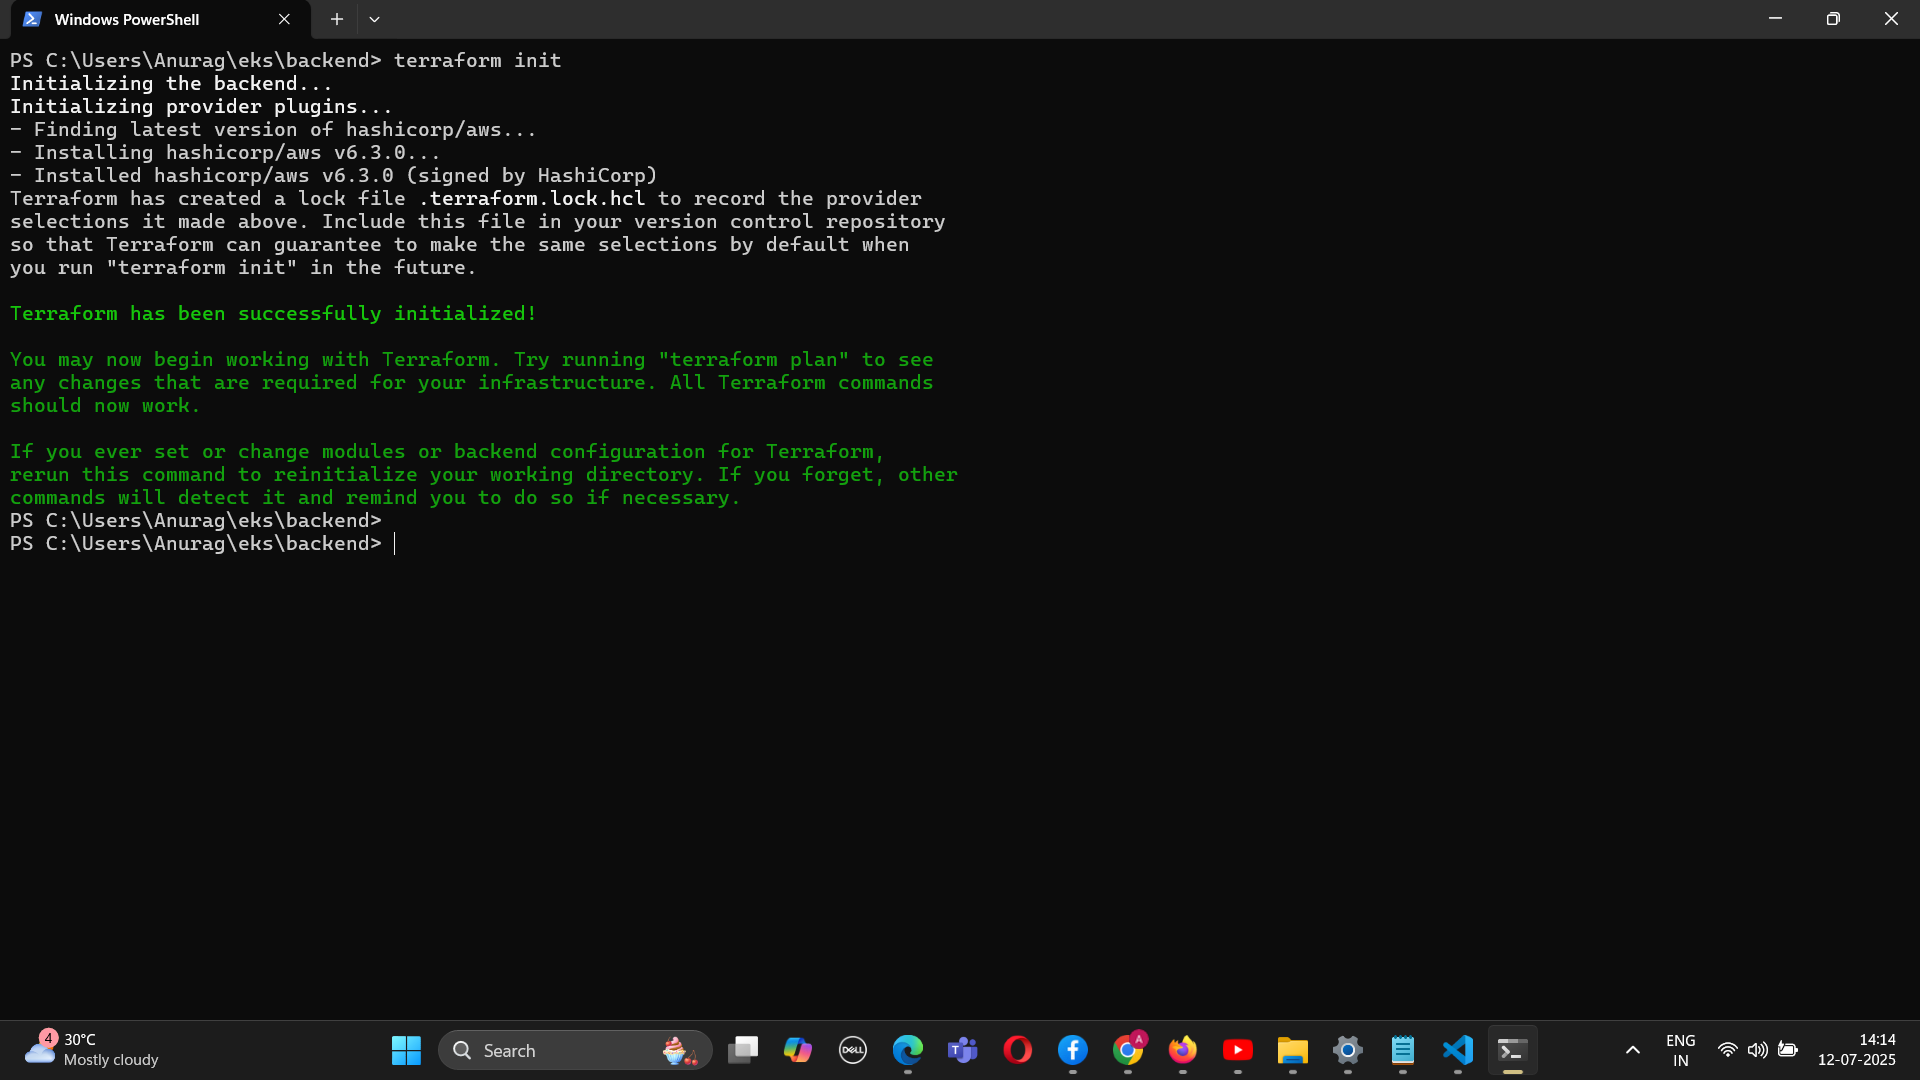 Windows PowerShell
PS C:\Users\Anurag\eks\backend> terraform init
Initializing the backend...
Initializing provider plugins...
- Finding latest version of hashicorp/aws...
- Installing hashicorp/aws v6.3.0...
- Installed hashicorp/aws v6.3.0 (signed by HashiCorp)
Terraform has created a lock file .terraform.lock.hcl to record the provider
selections it made above. Include this file in your version control repository
so that Terraform can guarantee to make the same selections by default when
you run "terraform init" in the future.
Terraform has been successfully initialized!
You may now begin working with Terraform. Try running "terraform plan" to see
any changes that are required for your infrastructure. All Terraform commands
should now work.
If you ever set or change modules or backend configuration for Terraform,
rerun this command to reinitialize your working directory. If you forget, other
commands will detect it and remind you to do so if necessary.
PS C:\Users\Anurag\eks\backend>
PS C:\Users\Anurag\eks\backend>
4
30°C
Mostly cloudy
Search
DELL
T
A
ENG
IN
14:14
12-07-2025